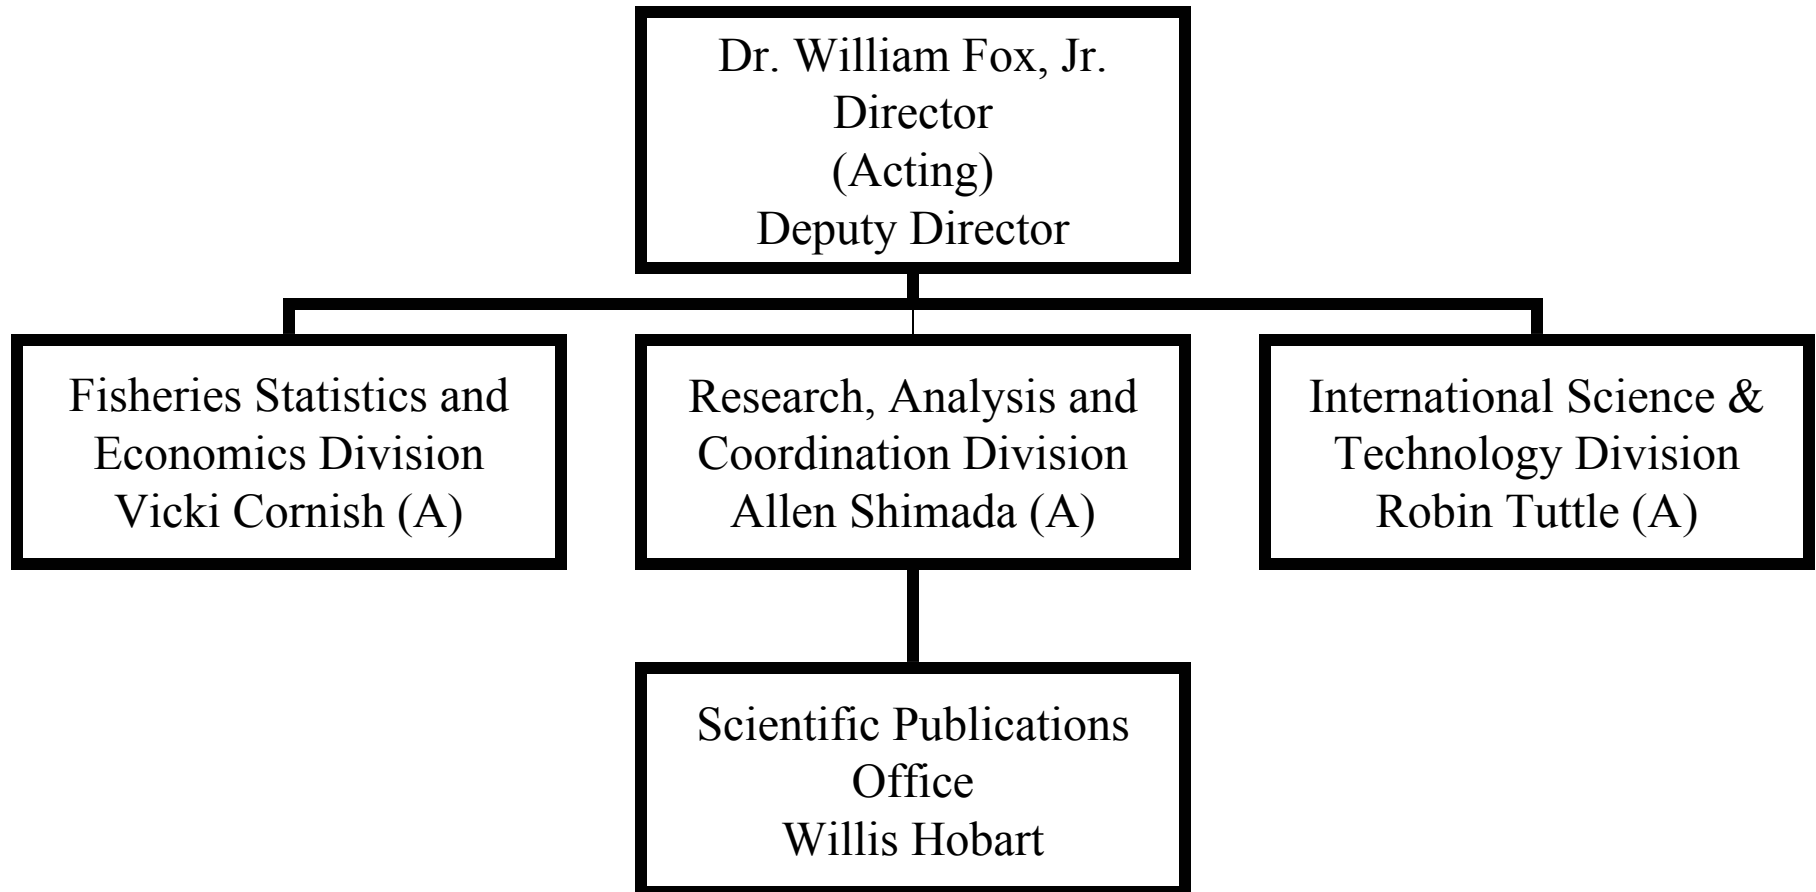 Dr. William Fox, Jr.
Director
(Acting)
Deputy Director
Fisheries Statistics and
Economics Division
Vicki Cornish (A)
Research, Analysis and
Coordination Division
Allen Shimada (A)
International Science &
Technology Division
Robin Tuttle (A)
Scientific Publications
Office
Willis Hobart